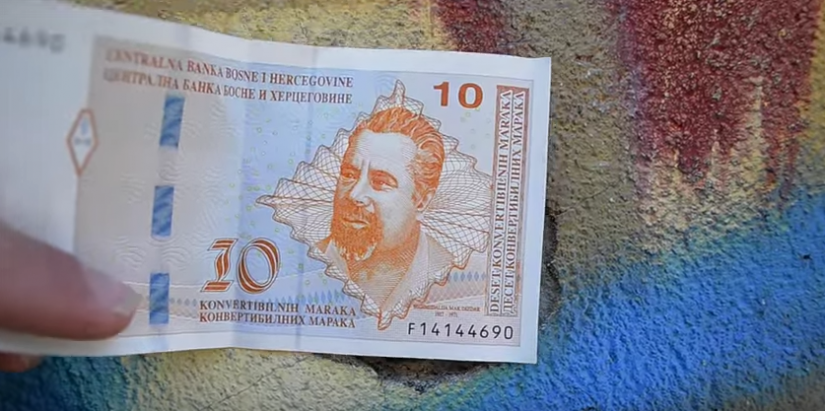 CENTRALNA BANKA BOSNE I HERCEGOVINE
ЦЕНТРАЛНА БАНКА БОСНЕ И ХЕРЦЕГОВИНЕ
10
DESET KONVERTIBILNIH MARAKA
ДЕСЕТ КОНВЕРТИБИЛНИХ МАРАКА
10
KONVERTIBILNIH MARAKA
КОНВЕРТИБИЛНИХ МАРАКА
F14144690